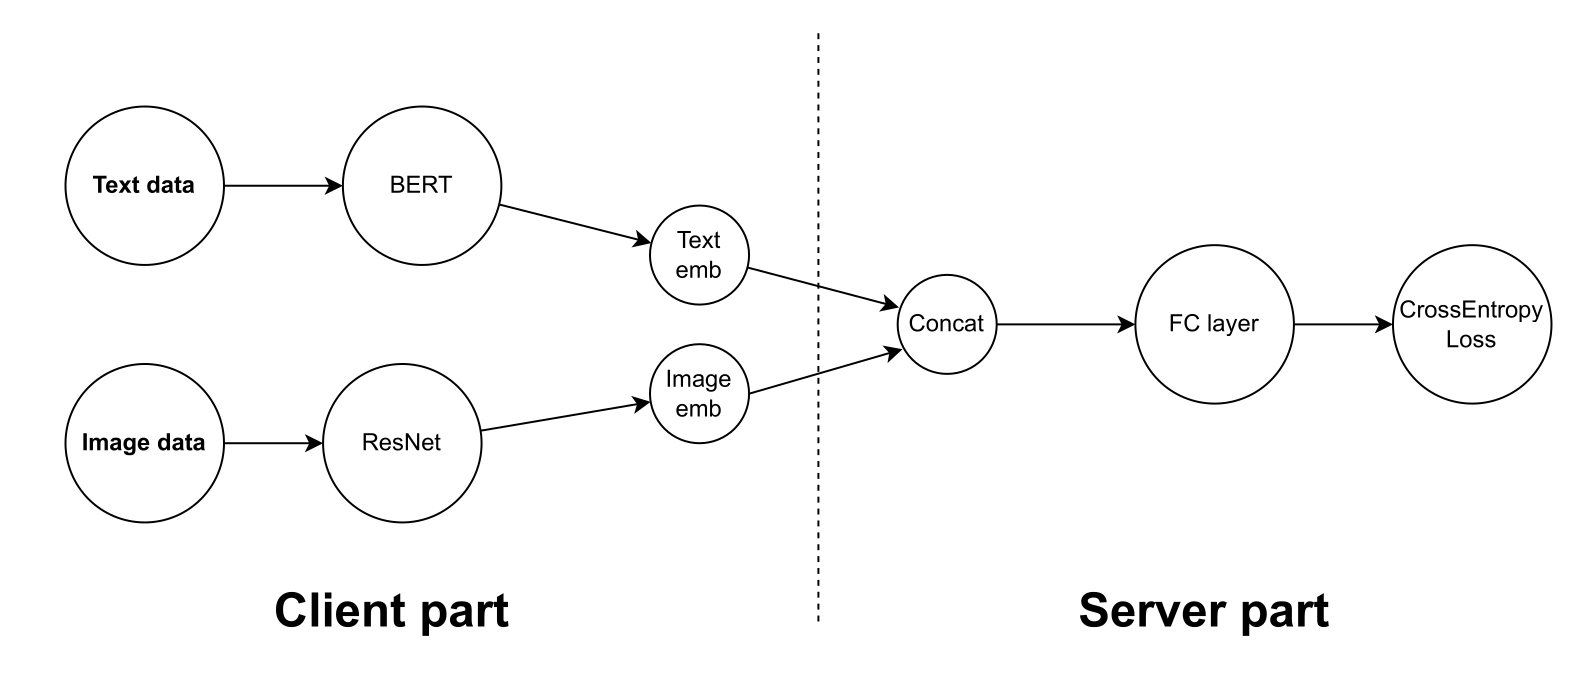 Text data
BERT
Text
emb
Image data
ResNet
Image
emb
Concat
FC layer
CrossEntropy
Loss
Client part
Server part